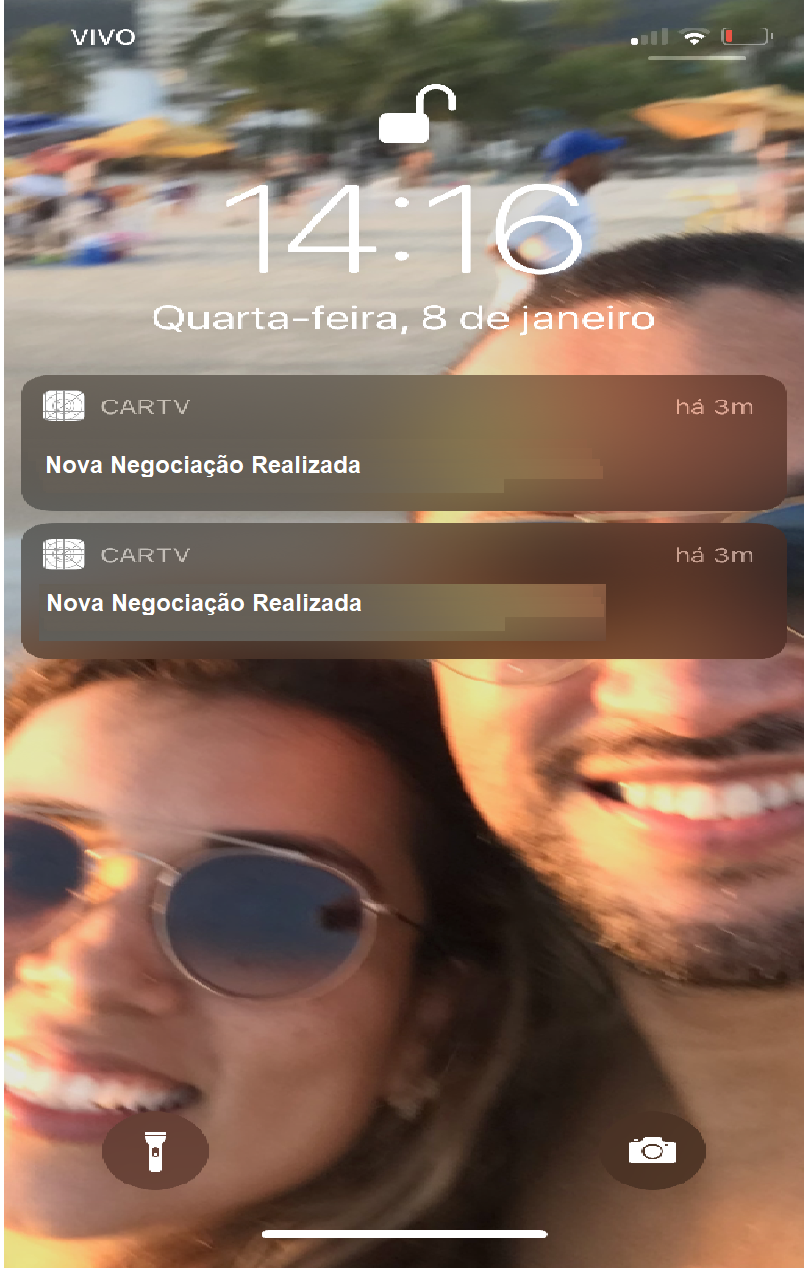 VIVO
14:16
Quarta-feira, 8 de janeiro
CARTV
há 3m
Nova Negociação Realizada
CARTV
há 3m
Nova Negociação Realizada